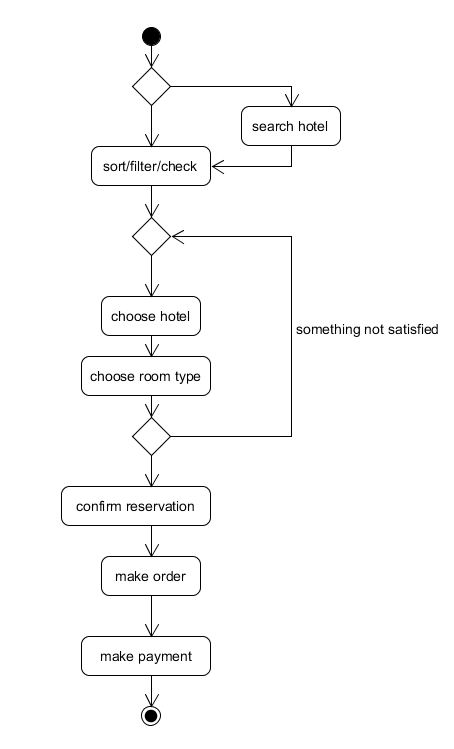 search hotel
sort/filter/check
choose hotel
something not satisfied
choose room type
confirm reservation
make order
make payment